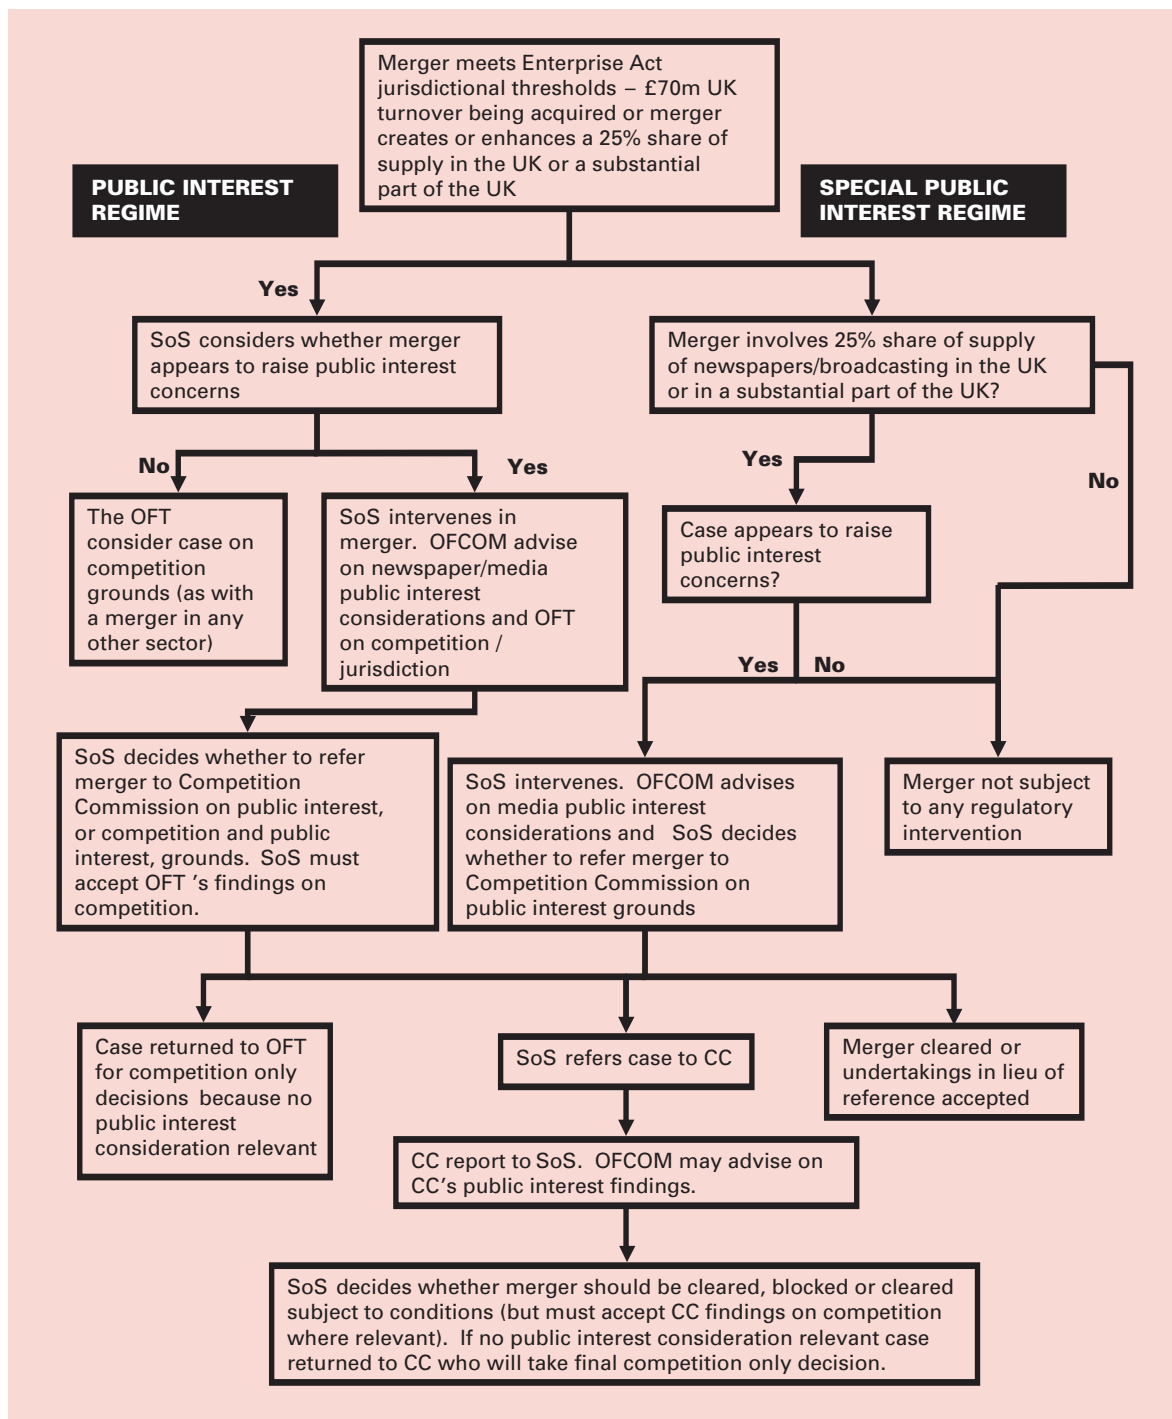 Merger meets Enterprise Act
jurisdictional thresholds – £70m UK
turnover being acquired or merger
creates or enhances a 25% share of
supply in the UK or a substantial
part of the UK
PUBLIC INTEREST
REGIME
SPECIAL PUBLIC
INTEREST REGIME
Yes
SoS considers whether merger
appears to raise public interest
concerns
Merger involves 25% share of supply
of newspapers/broadcasting in the UK
or in a substantial part of the UK?
No
Yes
Yes
No
The OFT
consider case on
competition
grounds (as with
a merger in any
other sector)
SoS intervenes in
merger. OFCOM advise
on newspaper/media
public interest
considerations and OFT
on competition /
jurisdiction
Case appears to raise
public interest
concerns?
Yes
No
SoS decides whether to refer
merger to Competition
Commission on public interest,
or competition and public
interest, grounds. SoS must
accept OFT 's findings on
competition.
SoS intervenes. OFCOM advises
on media public interest
considerations and SoS decides
whether to refer merger to
Competition Commission on
public interest grounds
Merger not subject
to any regulatory
intervention
Case returned to OFT
for competition only
decisions because no
public interest
consideration relevant
SoS refers case to CC
Merger cleared or
undertakings in lieu of
reference accepted
CC report to SoS. OFCOM may advise on
CC's public interest findings.
SoS decides whether merger should be cleared, blocked or cleared
subject to conditions (but must accept CC findings on competition
where relevant). If no public interest consideration relevant case
returned to CC who will take final competition only decision.